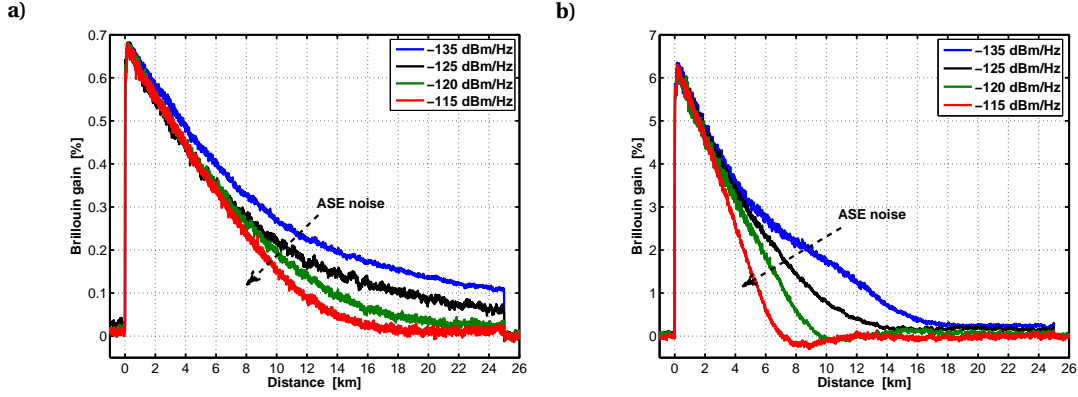 a)
0.7
0.6
0.5
0.4
0.3
0.2
0.1
0
Brillouin gain [%]
−135 dBm/Hz
−125 dBm/Hz
−120 dBm/Hz
−115 dBm/Hz
ASE noise
0 2 4 6 8 10 12 14 16 18 20 22 24 26
Distance [km]
b)
7
6
5
4
3
2
1
0
Brillouin gain [%]
−135 dBm/Hz
−125 dBm/Hz
−120 dBm/Hz
−115 dBm/Hz
ASE noise
0 2 4 6 8 10 12 14 16 18 20 22 24 26
Distance [km]